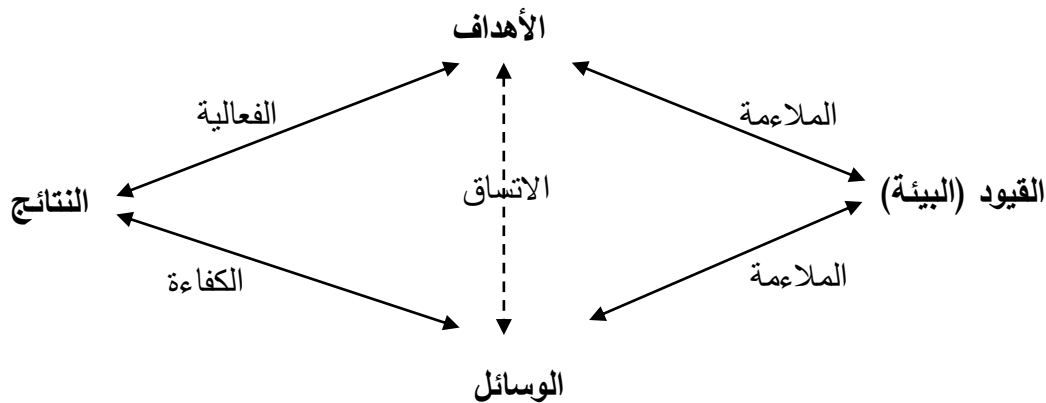 الأهداف
الملاءمة
الفعالية
الاتساق
القيود (البيئة)
النتائج
الملاءمة
الكفاءة
الوسائل